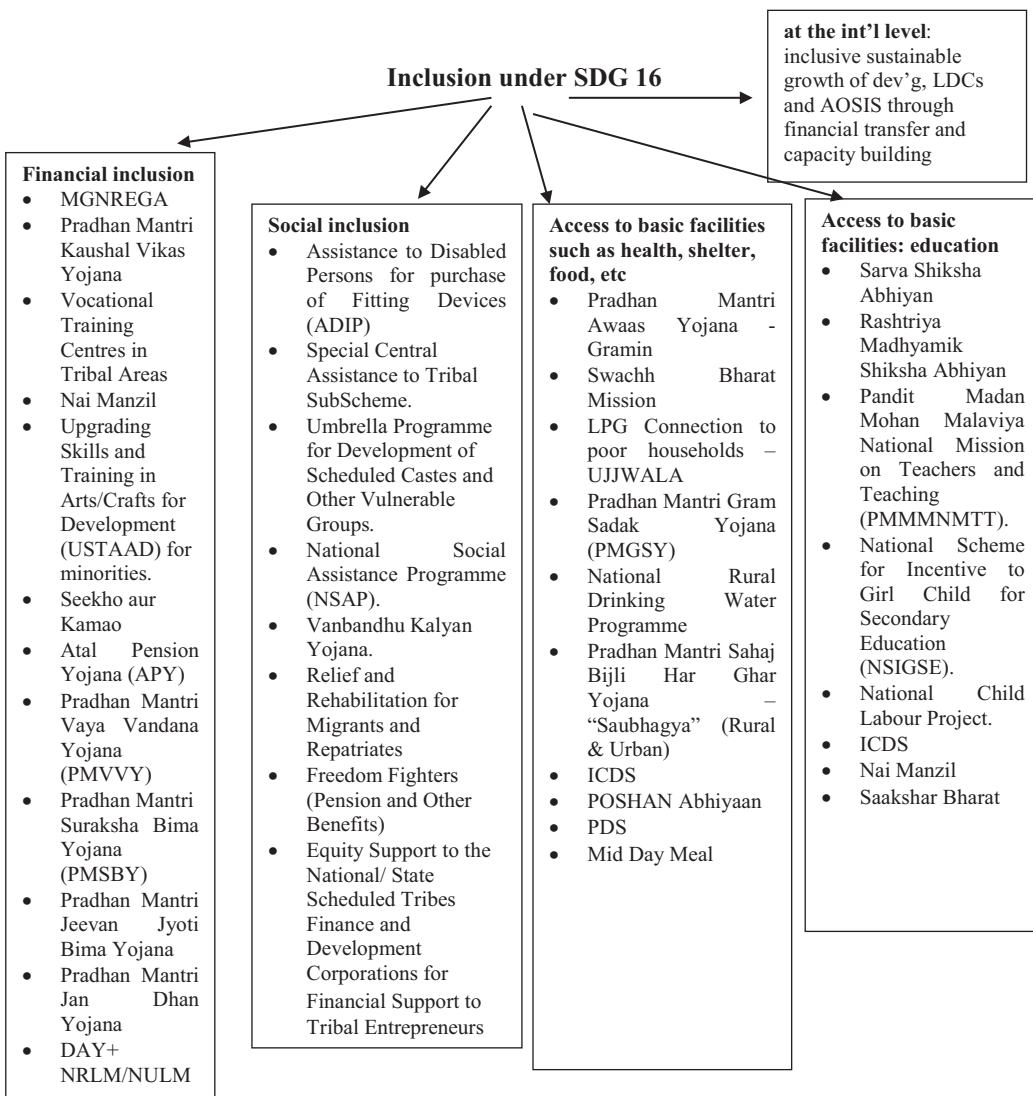 Inclusion under SDG 16
at the int'l level:
inclusive sustainable
growth of dev'g, LDCs
and AOSIS through
financial transfer and
capacity building
Financial inclusion
• MGNREGA
• Pradhan Mantri
Kaushal Vikas
Yojana
• Vocational
Training
Centres in
Tribal Areas
• Nai Manzil
• Upgrading
Skills and
Training in
Arts/Crafts for
Development
(USTAAD) for
minorities.
• Seekho aur
Kamao
• Atal Pension
Yojana (APY)
• Pradhan Mantri
Vaya Vandana
Yojana
(PMVVY)
• Pradhan Mantri
Suraksha Bima
Yojana
(PMSBY)
• Pradhan Mantri
Jeevan Jyoti
Bima Yojana
• Pradhan Mantri
Jan Dhan
Yojana
• DAY+
NRLM/NULM
Social inclusion
• Assistance to Disabled
Persons for purchase
of Fitting Devices
(ADIP)
• Special Central
Assistance to Tribal
SubScheme.
• Umbrella Programme
for Development of
Scheduled Castes and
Other Vulnerable
Groups.
• National Social
Assistance Programme
(NSAP).
• Vanbandhu Kalyan
Yojana.
• Relief and
Rehabilitation for
Migrants and
Repatriates
• Freedom Fighters
(Pension and Other
Benefits)
• Equity Support to the
National/ State
Scheduled Tribes
Finance and
Development
Corporations for
Financial Support to
Tribal Entrepreneurs
Access to basic facilities
such as health, shelter,
food, etc
• Pradhan Mantri
Awaas Yojana -
Gramin
• Swachh Bharat
Mission
• LPG Connection to
poor households –
UJJWALA
• Pradhan Mantri Gram
Sadak Yojana
(PMGSY)
• National Rural
Drinking Water
Programme
• Pradhan Mantri Sahaj
Bijli Har Ghar
Yojana –
“Saubhagya” (Rural
& Urban)
• ICDS
• POSHAN Abhiyaan
• PDS
• Mid Day Meal
Access to basic
facilities: education
• Sarva Shiksha
Abhiyan
• Rashtriya
Madhyamik
Shiksha Abhiyan
• Pandit Madan
Mohan Malaviya
National Mission
on Teachers and
Teaching
(PMMMNMTT).
• National Scheme
for Incentive to
Girl Child for
Secondary
Education
(NSIGSE).
• National Child
Labour Project.
• ICDS
• Nai Manzil
• Saakshar Bharat